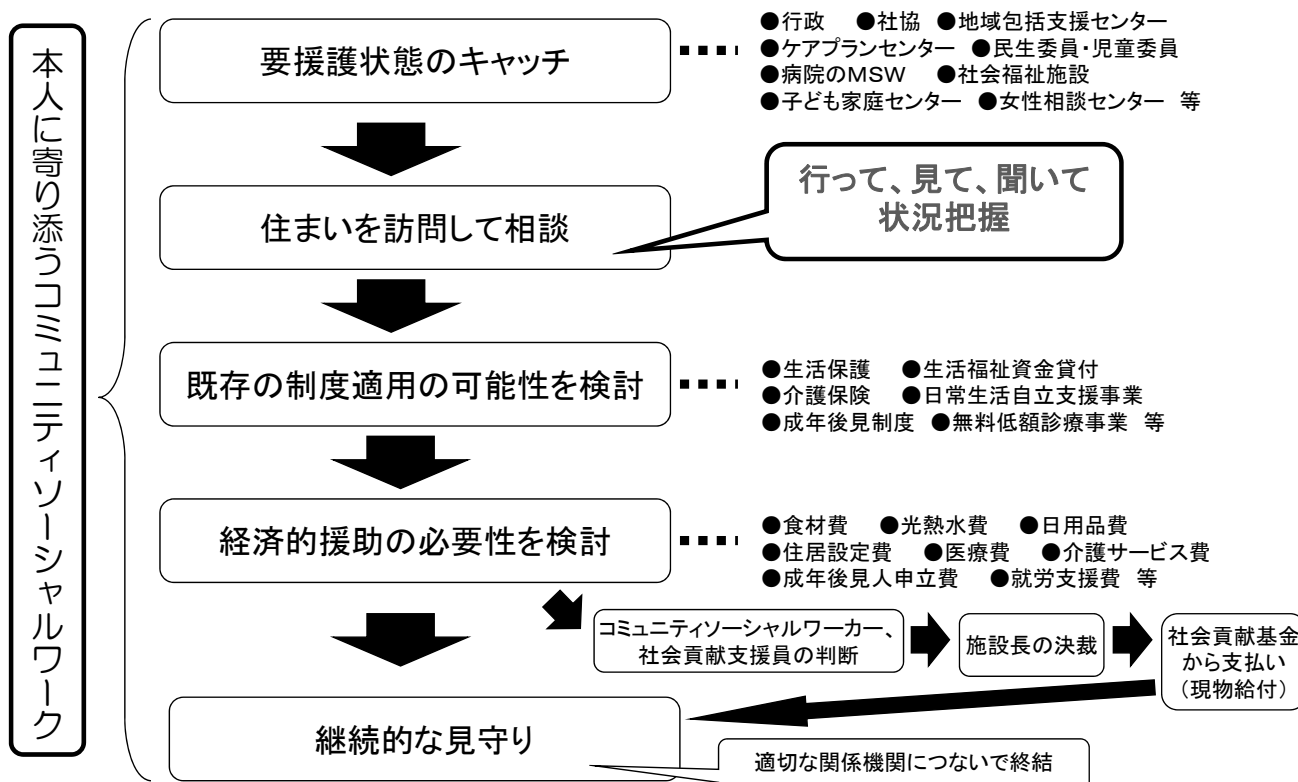 本人に寄り添うコミュニティソーシャルワーク
要援護状態のキャッチ
●行政　●社協　●地域包括支援センター
●ケアプランセンター　●民生委員・児童委員
●病院のＭＳＷ　●社会福祉施設
●子ども家庭センター　●女性相談センター　等
住まいを訪問して相談
行って、見て、聞いて
状況把握
既存の制度適用の可能性を検討
●生活保護　●生活福祉資金貸付
●介護保険　●日常生活自立支援事業
●成年後見制度　●無料低額診療事業　等
経済的援助の必要性を検討
●食材費　●光熱水費　●日用品費
●住居設定費　●医療費　●介護サービス費
●成年後見人申立費　●就労支援費　等
コミュニティソーシャルワーカー、
社会貢献支援員の判断
施設長の決裁
社会貢献基金
から支払い
（現物給付）
継続的な見守り
適切な関係機関につないで終結